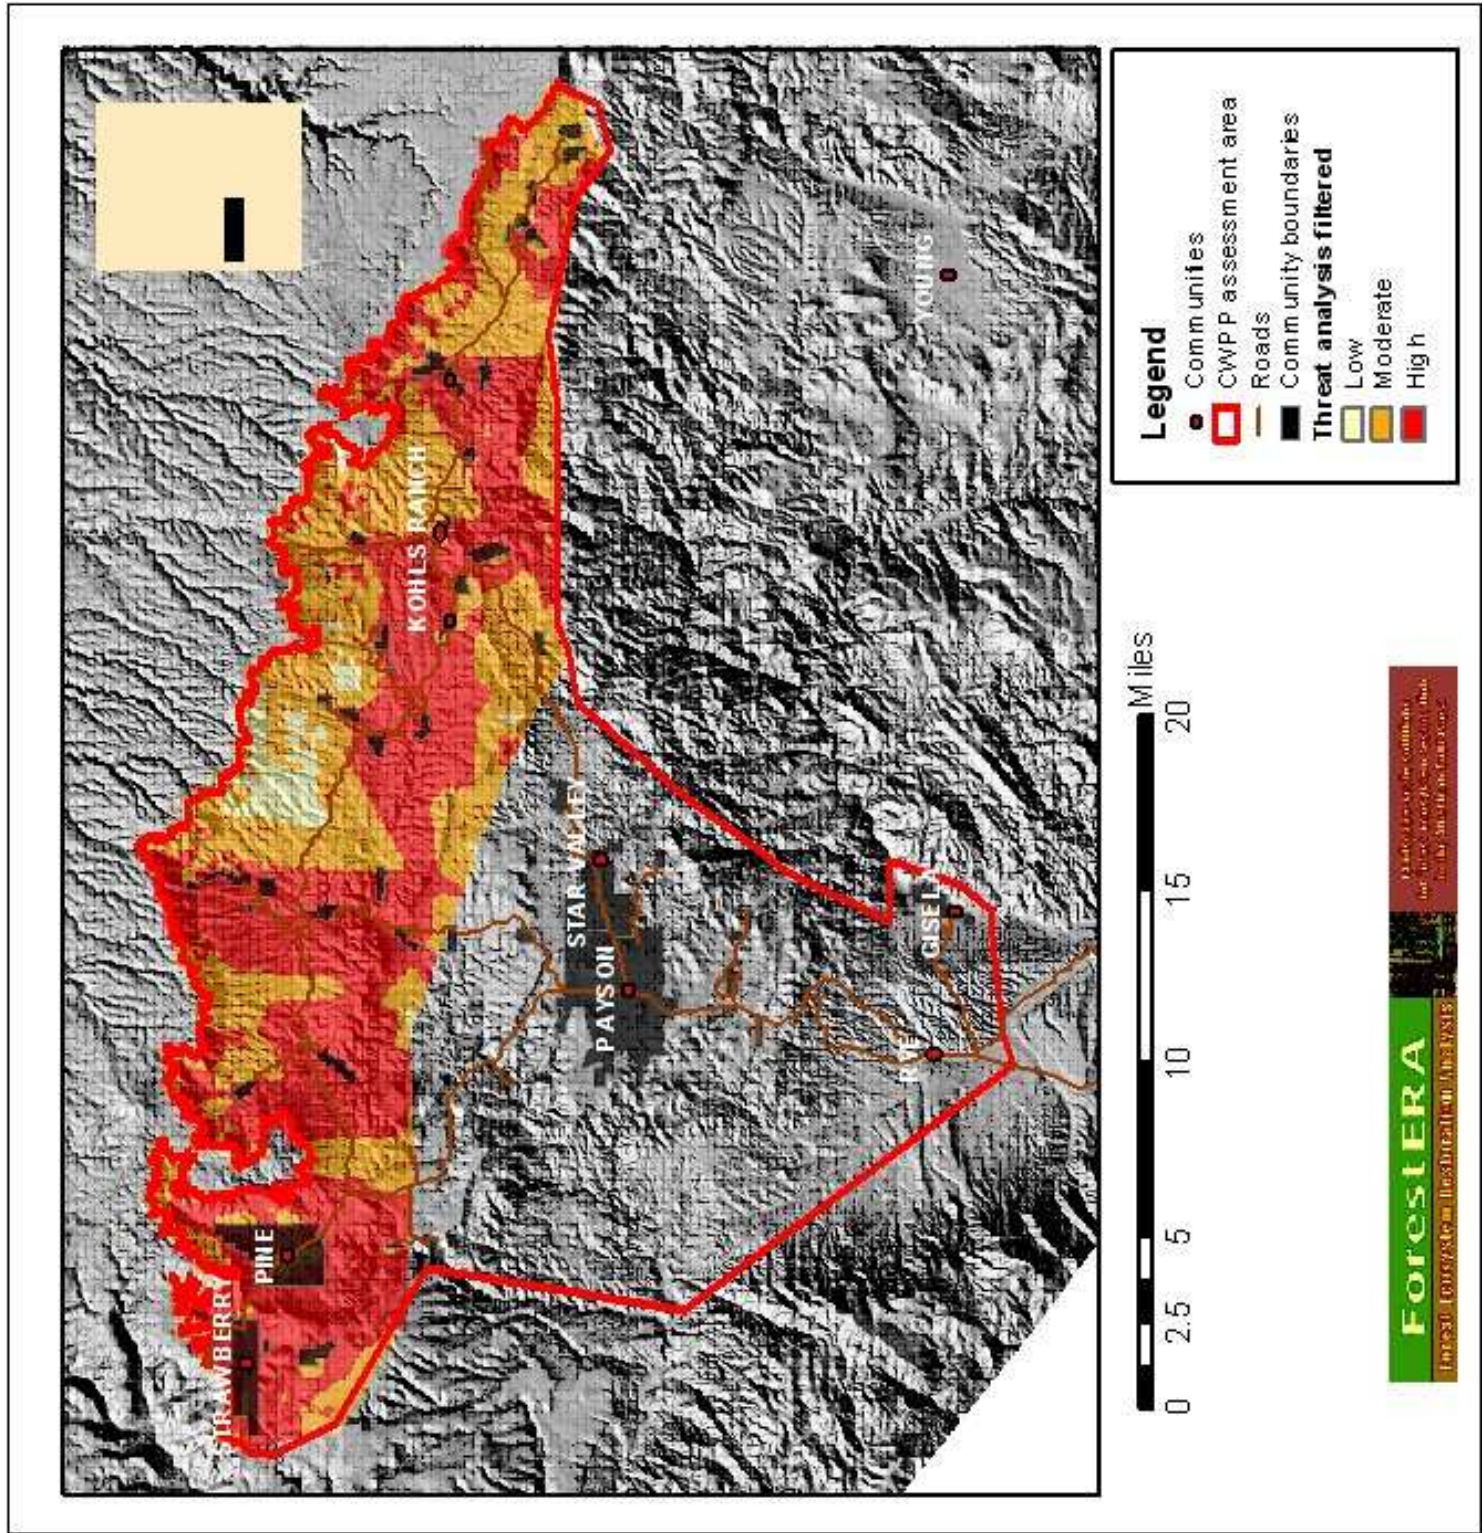 STRAWBERRY
PINE
KOHLS RANCH
STAR VALLEY
PAYSON
RYE
GISELA
YOUNG
Legend
Communities
CWPP assessment area
Roads
Community boundaries
Threat analysis filtered
Low
Moderate
High
0 2.5 5 10 15 20 Miles
ForestERA
Forest Ecosystem Restoration Analysis